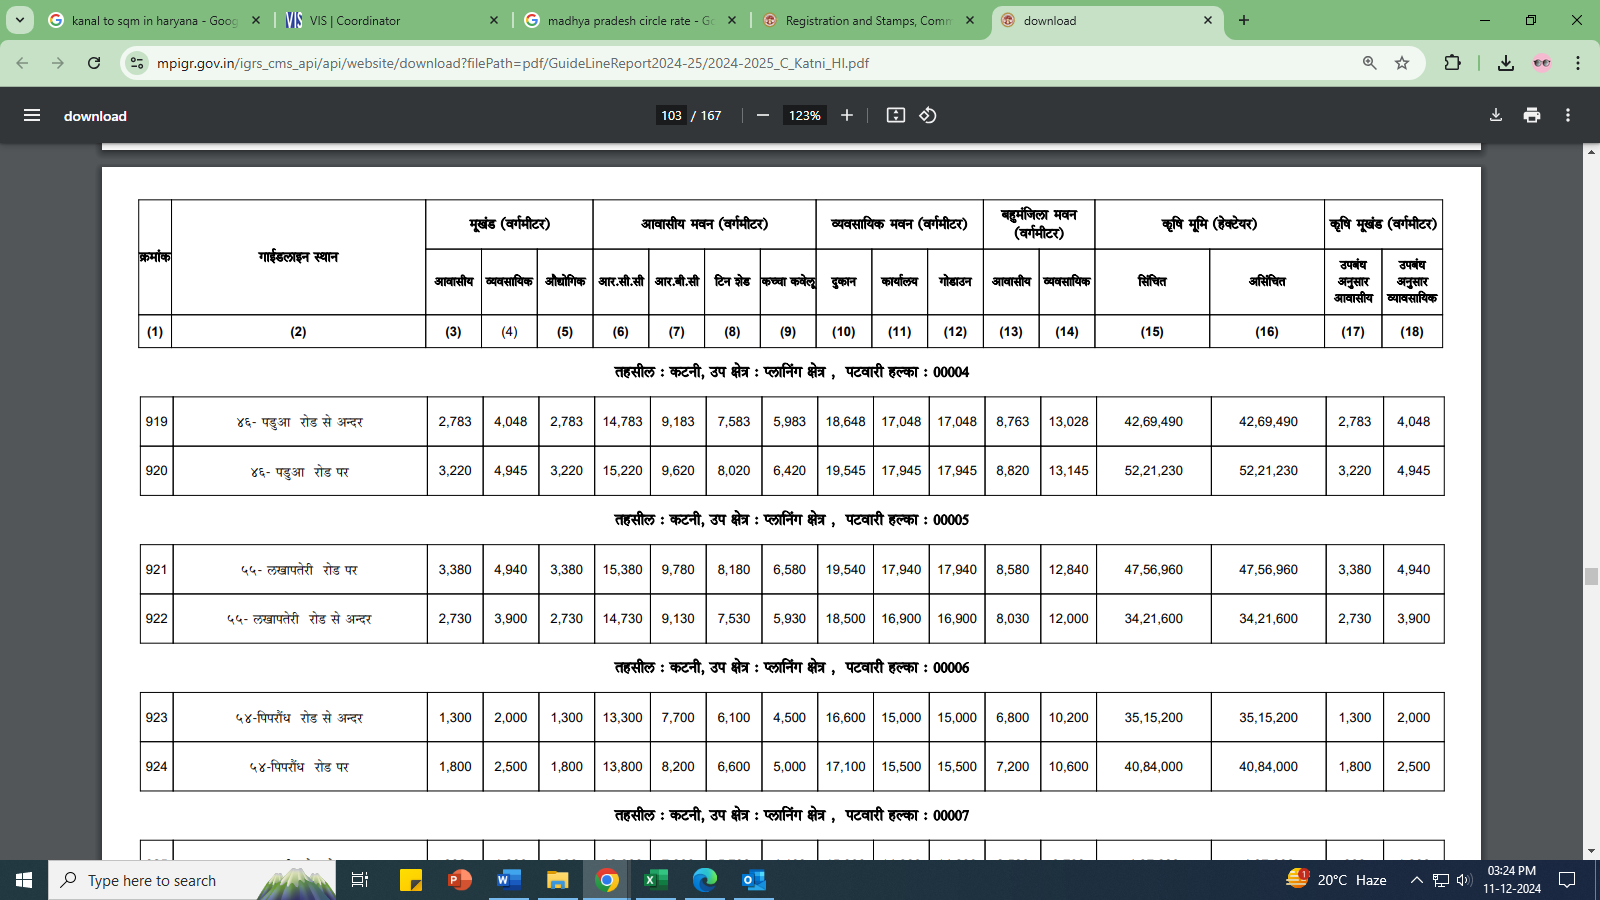 kanal to sqm in haryana - Goog
VIS | Coordinator
madhya pradesh circle rate - Go
Registration and Stamps, Comm
download
mpigr.gov.in/igrs_cms_api/api/website/download?filePath=pdf/GuideLineReport2024-25/2024-2025_C_Katni_HI.pdf
download
103 / 167
123%
क्रमांक गाईडलाइन स्थान भूखंड (वर्गमीटर) आवासीय भवन (वर्गमीटर) व्यवसायिक भवन (वर्गमीटर) बहुमंजिला भवन (वर्गमीटर) कृषि भूमि (हेक्टेयर) कृषि भूखंड (वर्गमीटर)
आवासीय व्यवसायिक औद्योगिक आर.सी.सी आर.बी.सी टिन शेड कच्चा कवेलू दुकान कार्यालय गोडाउन आवासीय व्यवसायिक सिंचित असिंचित उपबंध अनुसार आवासीय उपबंध अनुसार व्यावसायिक
(1) (2) (3) (4) (5) (6) (7) (8) (9) (10) (11) (12) (13) (14) (15) (16) (17) (18)
तहसील : कटनी, उप क्षेत्र : प्लानिंग क्षेत्र , पटवारी हल्का : 00004
919 ४६- पडुआ रोड से अन्दर 2,783 4,048 2,783 14,783 9,183 7,583 5,983 18,648 17,048 17,048 8,763 13,028 42,69,490 42,69,490 2,783 4,048
920 ४६- पडुआ रोड पर 3,220 4,945 3,220 15,220 9,620 8,020 6,420 19,545 17,945 17,945 8,820 13,145 52,21,230 52,21,230 3,220 4,945
तहसील : कटनी, उप क्षेत्र : प्लानिंग क्षेत्र , पटवारी हल्का : 00005
921 ५५- लखापतेरी रोड पर 3,380 4,940 3,380 15,380 9,780 8,180 6,580 19,540 17,940 17,940 8,580 12,840 47,56,960 47,56,960 3,380 4,940
922 ५५- लखापतेरी रोड से अन्दर 2,730 3,900 2,730 14,730 9,130 7,530 5,930 18,500 16,900 16,900 8,030 12,000 34,21,600 34,21,600 2,730 3,900
तहसील : कटनी, उप क्षेत्र : प्लानिंग क्षेत्र , पटवारी हल्का : 00006
923 ५४-पिपरौंध रोड से अन्दर 1,300 2,000 1,300 13,300 7,700 6,100 4,500 16,600 15,000 15,000 6,800 10,200 35,15,200 35,15,200 1,300 2,000
924 ५४-पिपरौंध रोड पर 1,800 2,500 1,800 13,800 8,200 6,600 5,000 17,100 15,500 15,500 7,200 10,600 40,84,000 40,84,000 1,800 2,500
तहसील : कटनी, उप क्षेत्र : प्लानिंग क्षेत्र , पटवारी हल्का : 00007
Type here to search
20°C Haze
03:24 PM
11-12-2024